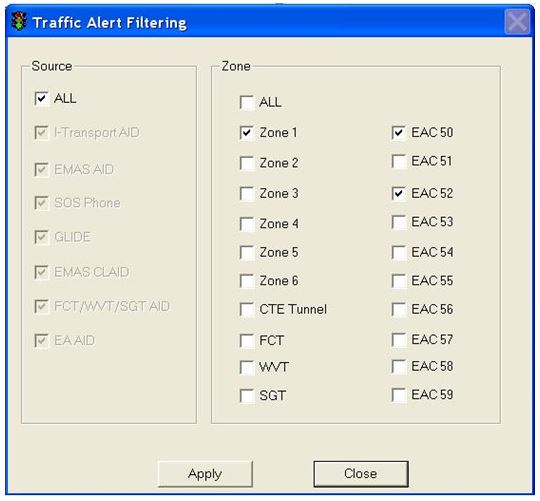 Traffic Alert Filtering
Source
ALL
I-Transport AID
EMAS AID
SOS Phone
GLIDE
EMAS CLAID
FCT/WVT/SGT AID
EA AID
Zone
ALL
Zone 1
Zone 2
Zone 3
Zone 4
Zone 5
Zone 6
CTE Tunnel
FCT
WVT
SGT
EAC 50
EAC 51
EAC 52
EAC 53
EAC 54
EAC 55
EAC 56
EAC 57
EAC 58
EAC 59
Apply
Close